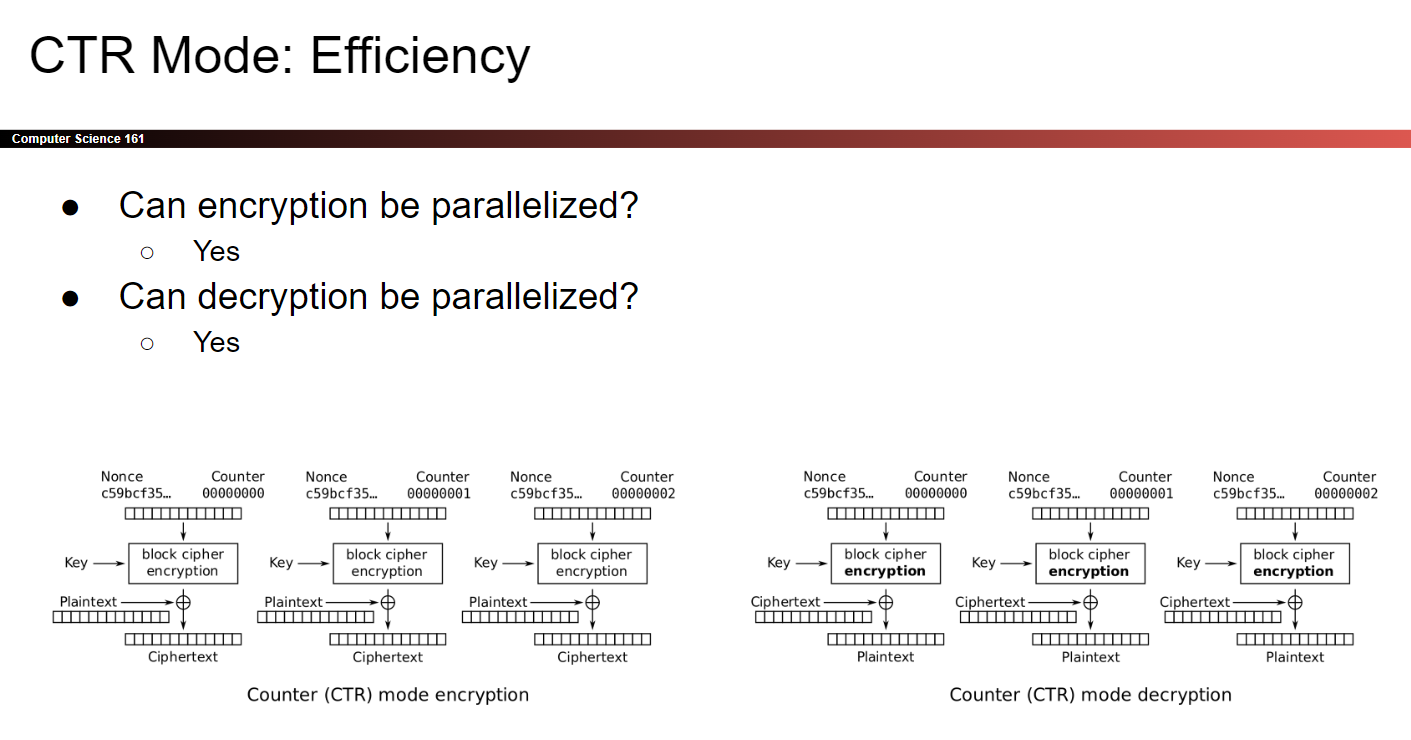 CTR Mode: Efficiency
Computer Science 161
● Can encryption be parallelized?
○ Yes
● Can decryption be parallelized?
○ Yes
Nonce Counter Nonce Counter Nonce Counter
c59bcf35… 00000000 c59bcf35… 00000001 c59bcf35… 00000002
Key block cipher encryption Key block cipher encryption Key block cipher encryption
Plaintext Plaintext Plaintext
Ciphertext Ciphertext Ciphertext
Counter (CTR) mode encryption
Nonce Counter Nonce Counter Nonce Counter
c59bcf35… 00000000 c59bcf35… 00000001 c59bcf35… 00000002
Key block cipher encryption Key block cipher encryption Key block cipher encryption
Ciphertext Ciphertext Ciphertext
Plaintext Plaintext Plaintext
Counter (CTR) mode decryption